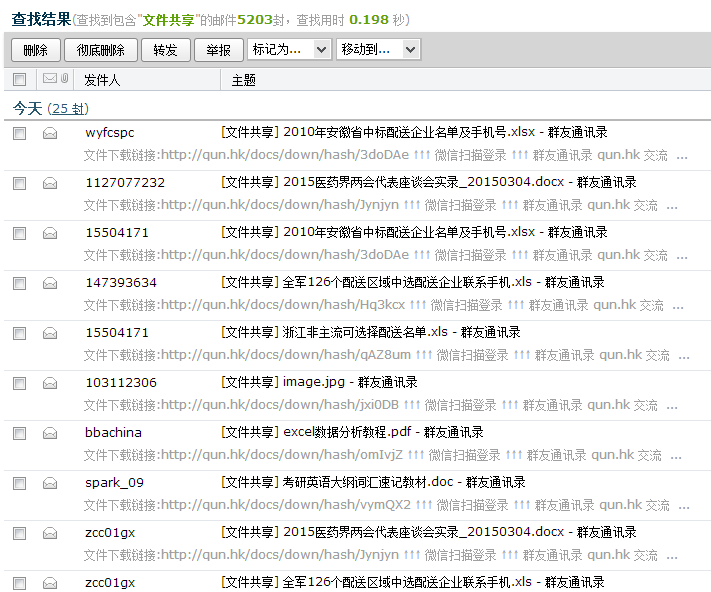 查找结果(查找到包含"文件共享"的邮件5203封，查找用时 0.198 秒)
删除 彻底删除 转发 举报 标记为... 移动到...
发件人 主题
今天 (25 封)
wyfcspc [文件共享] 2010年安徽省中标配送企业名单及手机号.xlsx - 群友通讯录
文件下载链接:http://qun.hk/docs/down/hash/3doDAe ↑↑↑ 微信扫描登录 ↑↑↑ 群友通讯录 qun.hk 交流 ...
1127077232 [文件共享] 2015医药界两会代表座谈会实录_20150304.docx - 群友通讯录
文件下载链接:http://qun.hk/docs/down/hash/Jynjyn ↑↑↑ 微信扫描登录 ↑↑↑ 群友通讯录 qun.hk 交流 ...
15504171 [文件共享] 2010年安徽省中标配送企业名单及手机号.xlsx - 群友通讯录
文件下载链接:http://qun.hk/docs/down/hash/3doDAe ↑↑↑ 微信扫描登录 ↑↑↑ 群友通讯录 qun.hk 交流 ...
147393634 [文件共享] 全军126个配送区域中选配送企业联系手机.xls - 群友通讯录
文件下载链接:http://qun.hk/docs/down/hash/Hq3kcx ↑↑↑ 微信扫描登录 ↑↑↑ 群友通讯录 qun.hk 交流 ...
15504171 [文件共享] 浙江非主流可选择配送名单.xls - 群友通讯录
文件下载链接:http://qun.hk/docs/down/hash/qAZ8um ↑↑↑ 微信扫描登录 ↑↑↑ 群友通讯录 qun.hk 交流 ...
103112306 [文件共享] image.jpg - 群友通讯录
文件下载链接:http://qun.hk/docs/down/hash/jxi0DB ↑↑↑ 微信扫描登录 ↑↑↑ 群友通讯录 qun.hk 交流 ...
bbachina [文件共享] excel数据分析教程.pdf - 群友通讯录
文件下载链接:http://qun.hk/docs/down/hash/omIvjZ ↑↑↑ 微信扫描登录 ↑↑↑ 群友通讯录 qun.hk 交流 ...
spark_09 [文件共享] 考研英语大纲词汇速记教材.doc - 群友通讯录
文件下载链接:http://qun.hk/docs/down/hash/vymQX2 ↑↑↑ 微信扫描登录 ↑↑↑ 群友通讯录 qun.hk 交流 ...
zcc01gx [文件共享] 2015医药界两会代表座谈会实录_20150304.docx - 群友通讯录
文件下载链接:http://qun.hk/docs/down/hash/Jynjyn ↑↑↑ 微信扫描登录 ↑↑↑ 群友通讯录 qun.hk 交流 ...
zcc01gx [文件共享] 全军126个配送区域中选配送企业联系手机.xls - 群友通讯录